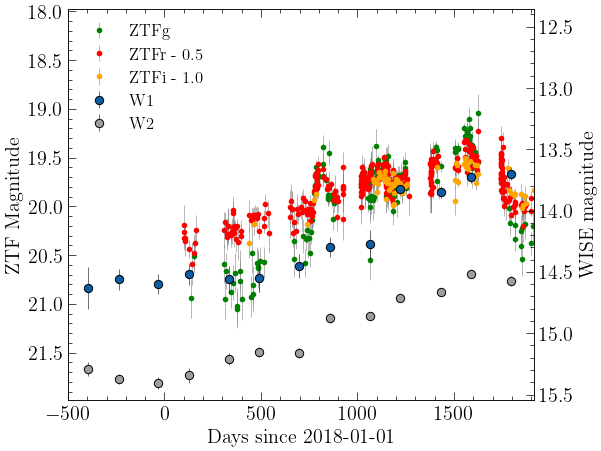 ZTFg
ZTFr - 0.5
ZTFi - 1.0
W1
W2
18.0
18.5
19.0
19.5
20.0
20.5
21.0
21.5
ZTF Magnitude
12.5
13.0
13.5
14.0
14.5
15.0
15.5
WISE magnitude
−500
0
500
1000
1500
Days since 2018-01-01